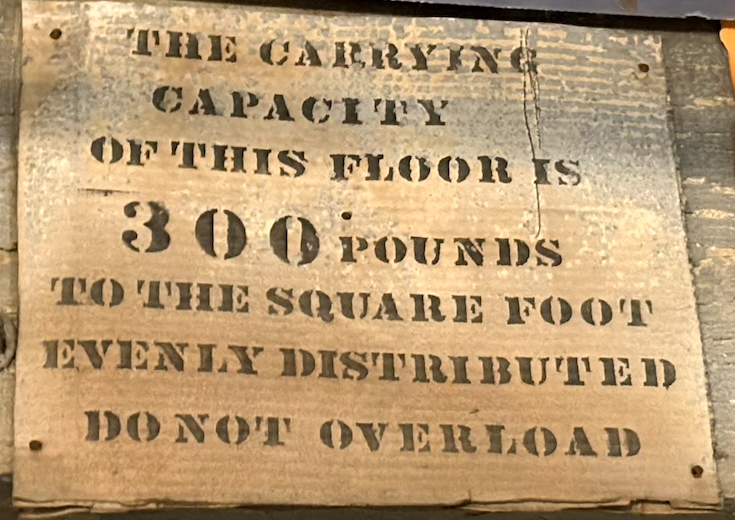 THE CARRYING
CAPACITY
OF THIS FLOOR IS
300 POUNDS
TO THE SQUARE FOOT
EVENLY DISTRIBUTED
DO NOT OVERLOAD